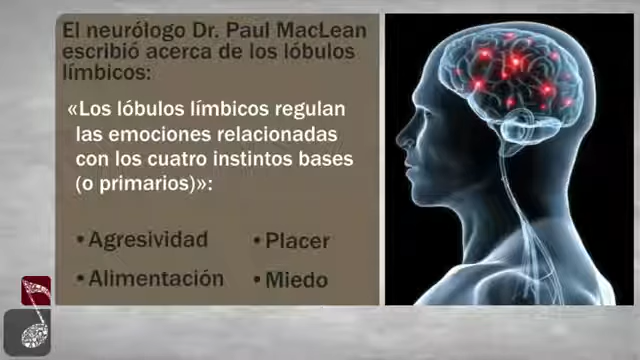 El neurólogo Dr. Paul MacLean
escribió acerca de los lóbulos
límbicos:
«Los lóbulos límbicos regulan
las emociones relacionadas
con los cuatro instintos bases
(o primarios)»:
• Agresividad
• Placer
• Alimentación
• Miedo